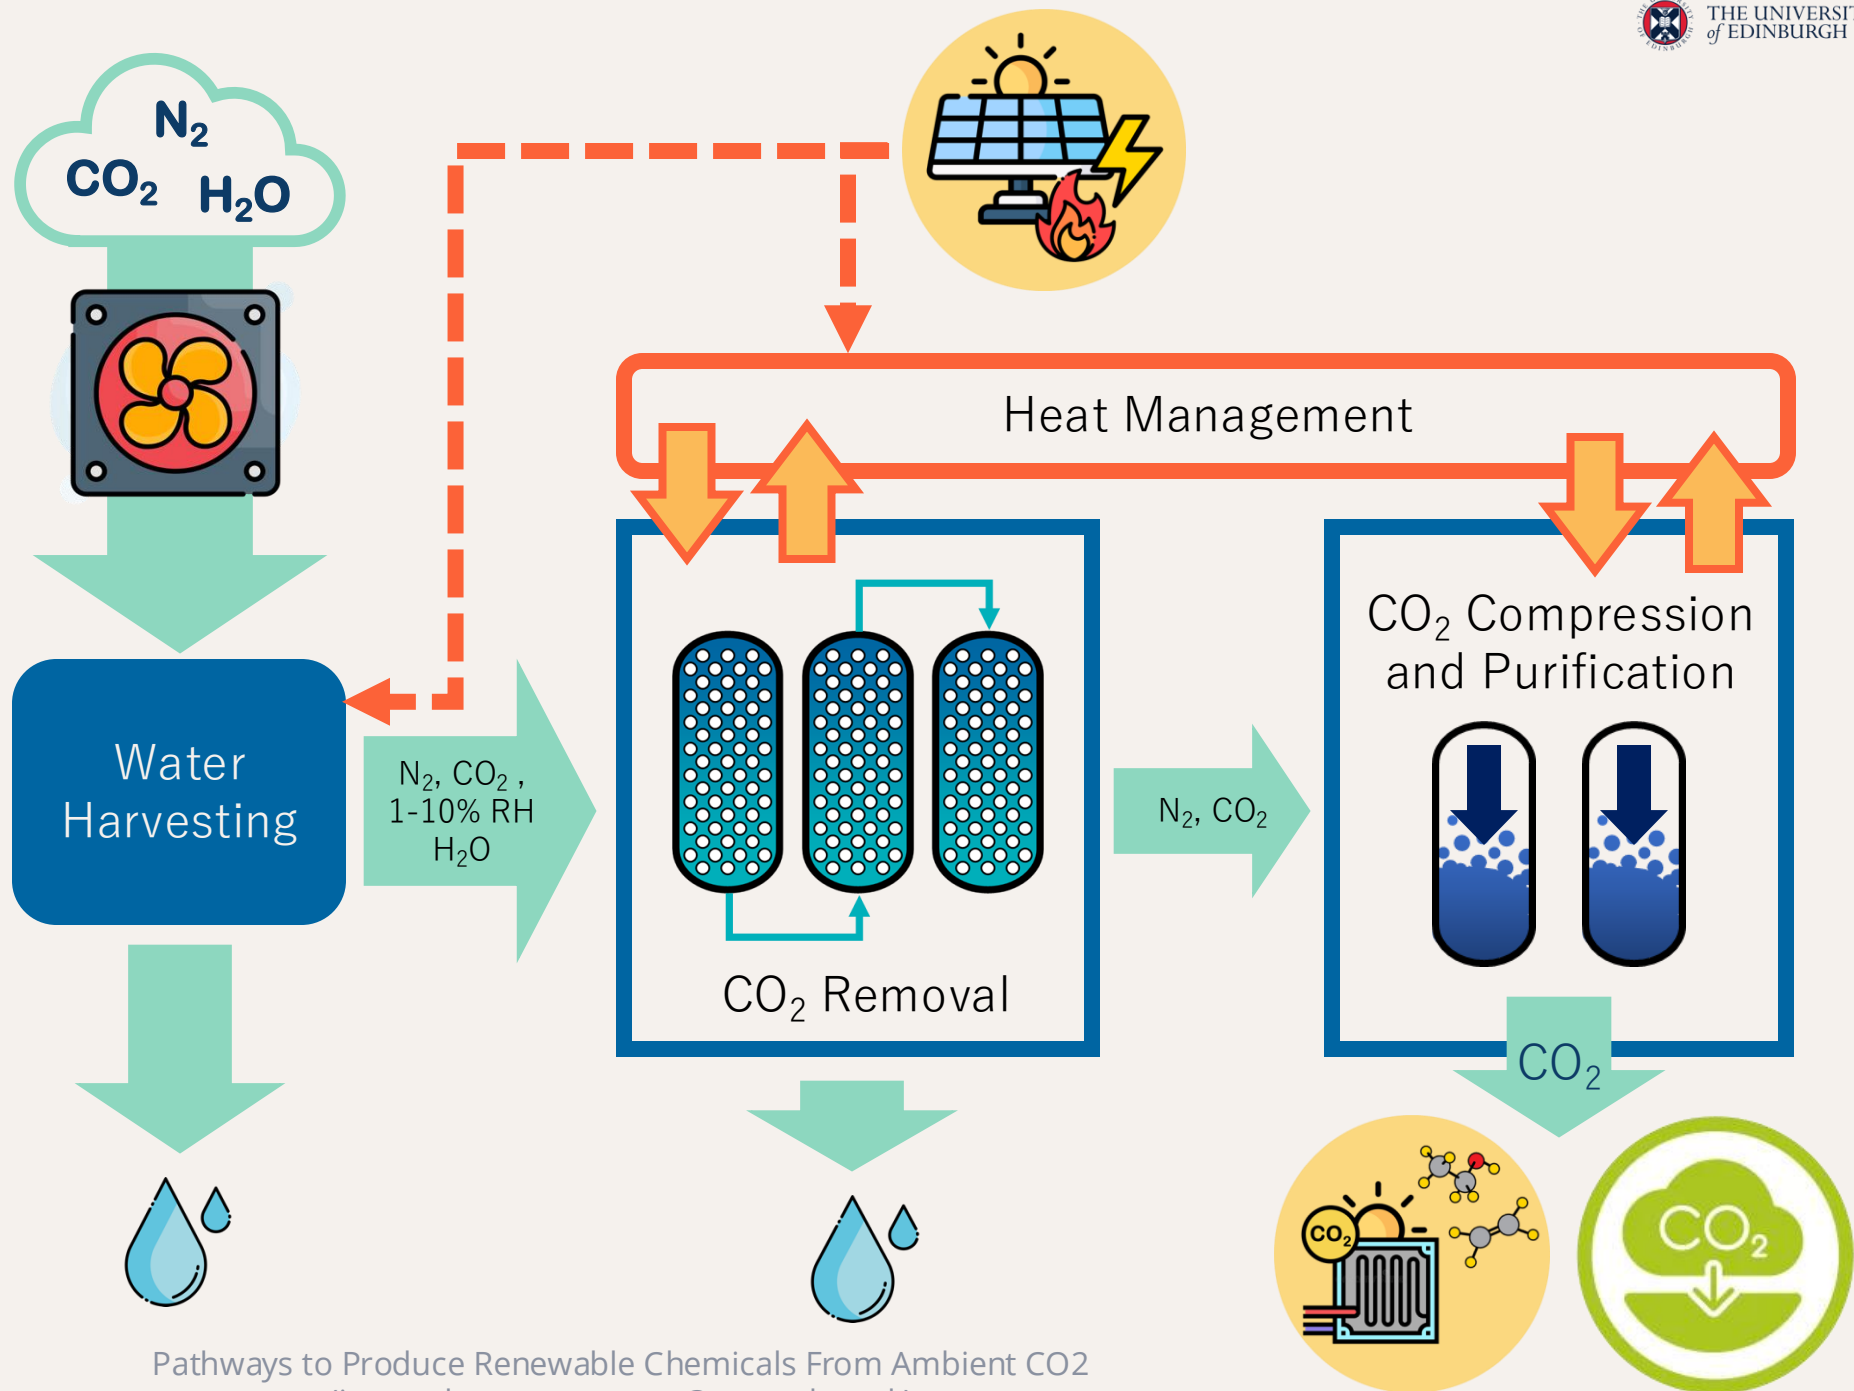 THE UNIVERSI
of EDINBURGH
N₂
CO₂ H₂O
Heat Management
CO₂ Compression
and Purification
Water
Harvesting
N₂, CO₂ ,
1-10% RH
H₂O
N₂, CO₂
CO₂ Removal
CO₂
CO₂
CO₂
Pathways to Produce Renewable Chemicals From Ambient CO2